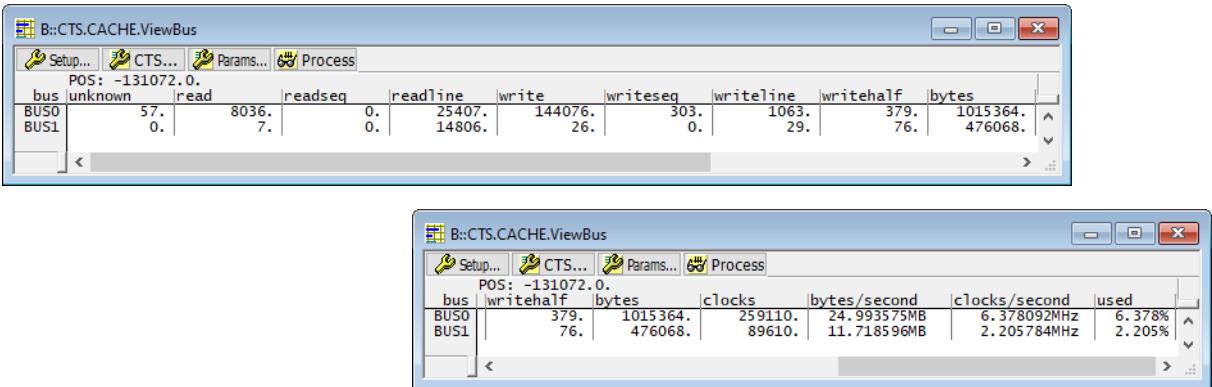 B::CTS.CACHE.ViewBus
Setup... CTS... Params... Process
POS: -131072.0.
bus unknown read readseq readline write writeseq writeline writehalf bytes
BUS0 57. 8036. 0. 25407. 144076. 303. 1063. 379. 1015364.
BUS1 0. 7. 0. 14806. 26. 0. 29. 76. 476068.
B::CTS.CACHE.ViewBus
Setup... CTS... Params... Process
POS: -131072.0.
bus writehalf bytes clocks bytes/second clocks/second used
BUS0 379. 1015364. 259110. 24.993575MB 6.378092MHz 6.378%
BUS1 76. 476068. 89610. 11.718596MB 2.205784MHz 2.205%